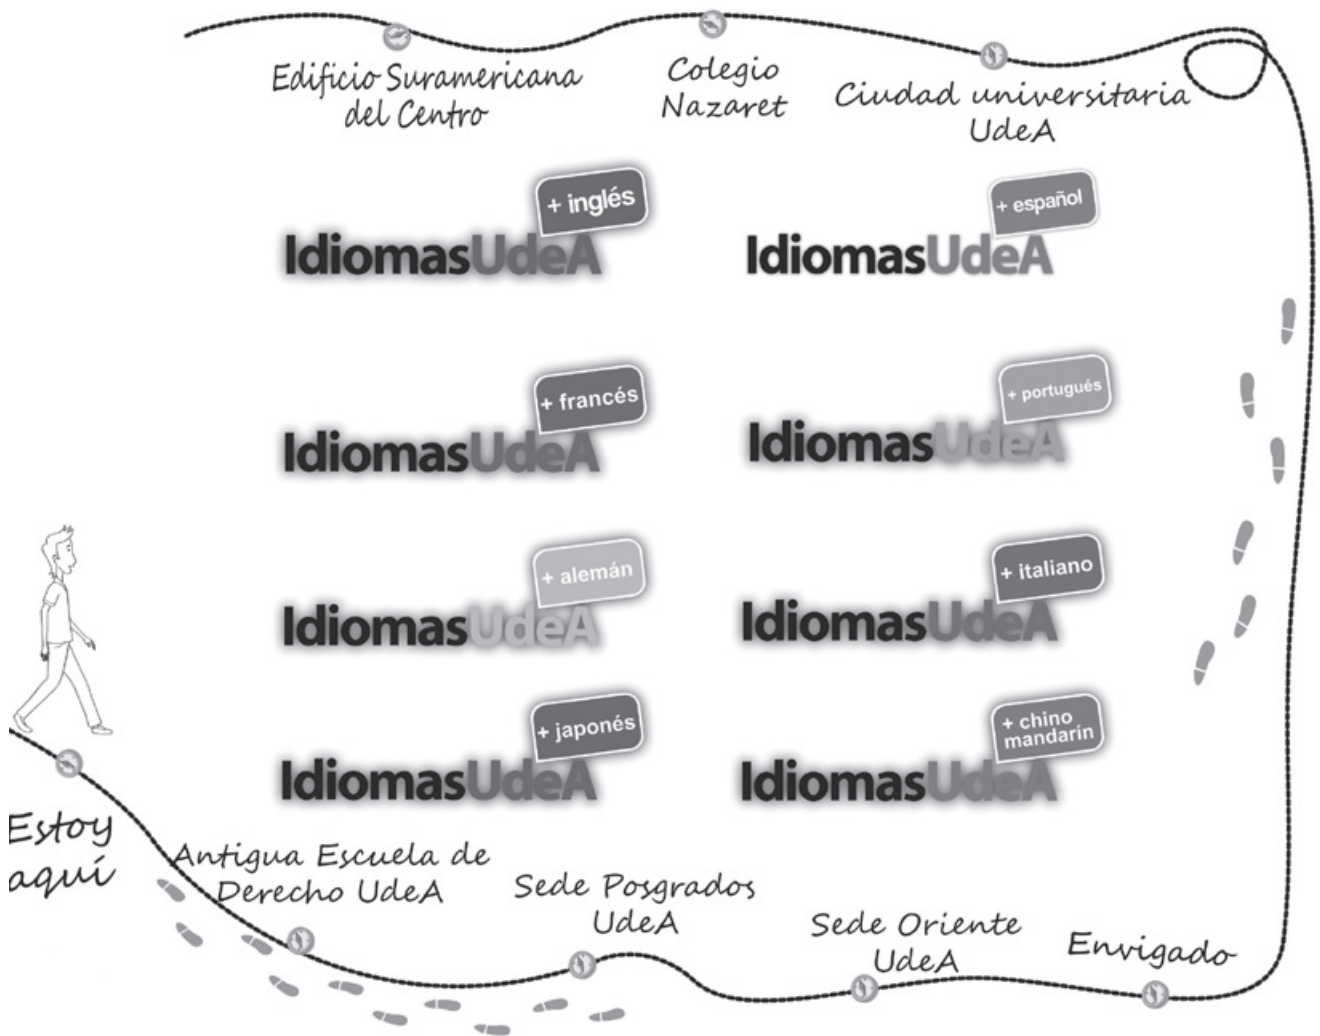 Edificio Suramericana
del Centro
Colegio
Nazaret
Ciudad universitaria
UdeA
+ inglés
IdiomasUdeA
+ español
IdiomasUdeA
+ francés
IdiomasUdeA
+ portugués
IdiomasUdeA
+ alemán
IdiomasUdeA
+ italiano
IdiomasUdeA
+ japonés
IdiomasUdeA
+ chino
mandarín
IdiomasUdeA
Estoy
aquí
Antigua Escuela de
Derecho UdeA
Sede Posgrados
UdeA
Sede Oriente
UdeA
Envigado